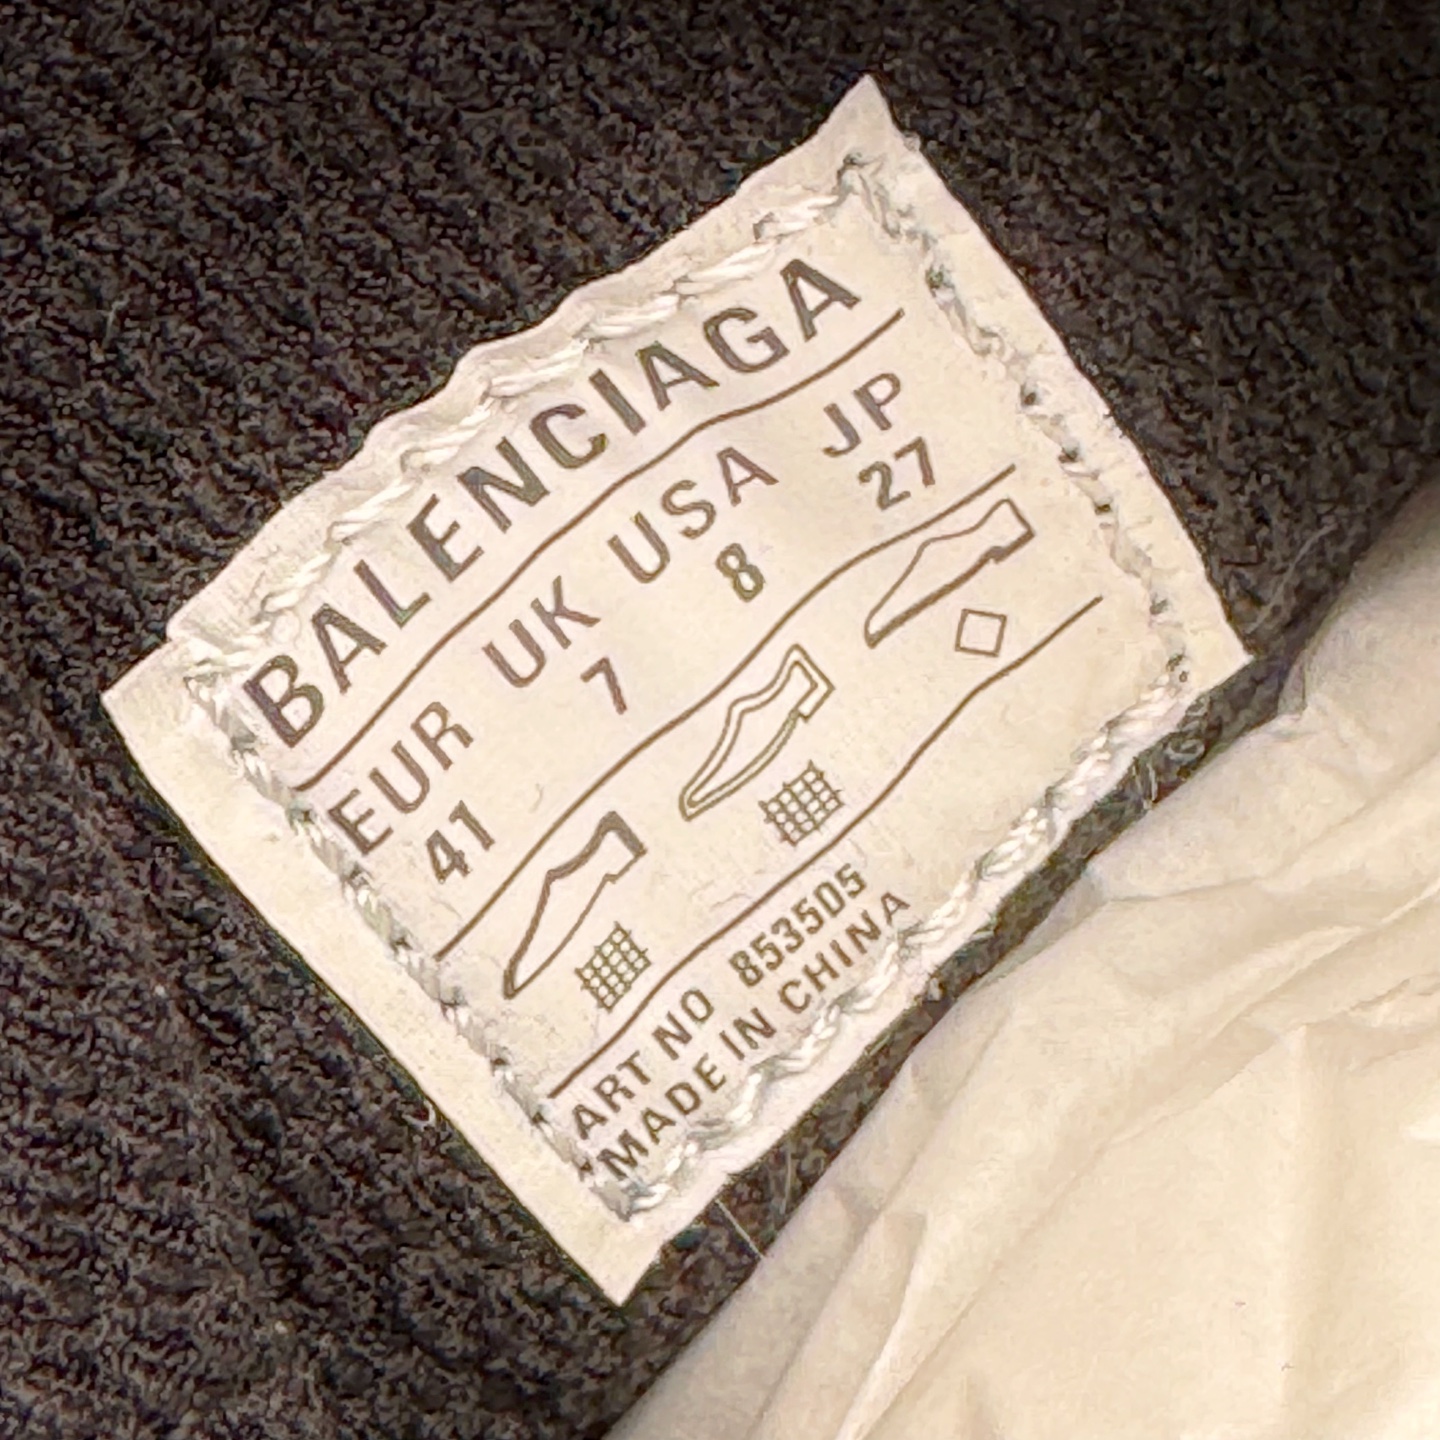 BALENCIAGA
EUR UK USA JP
41 7 8 27
ART NO 853505
MADE IN CHINA